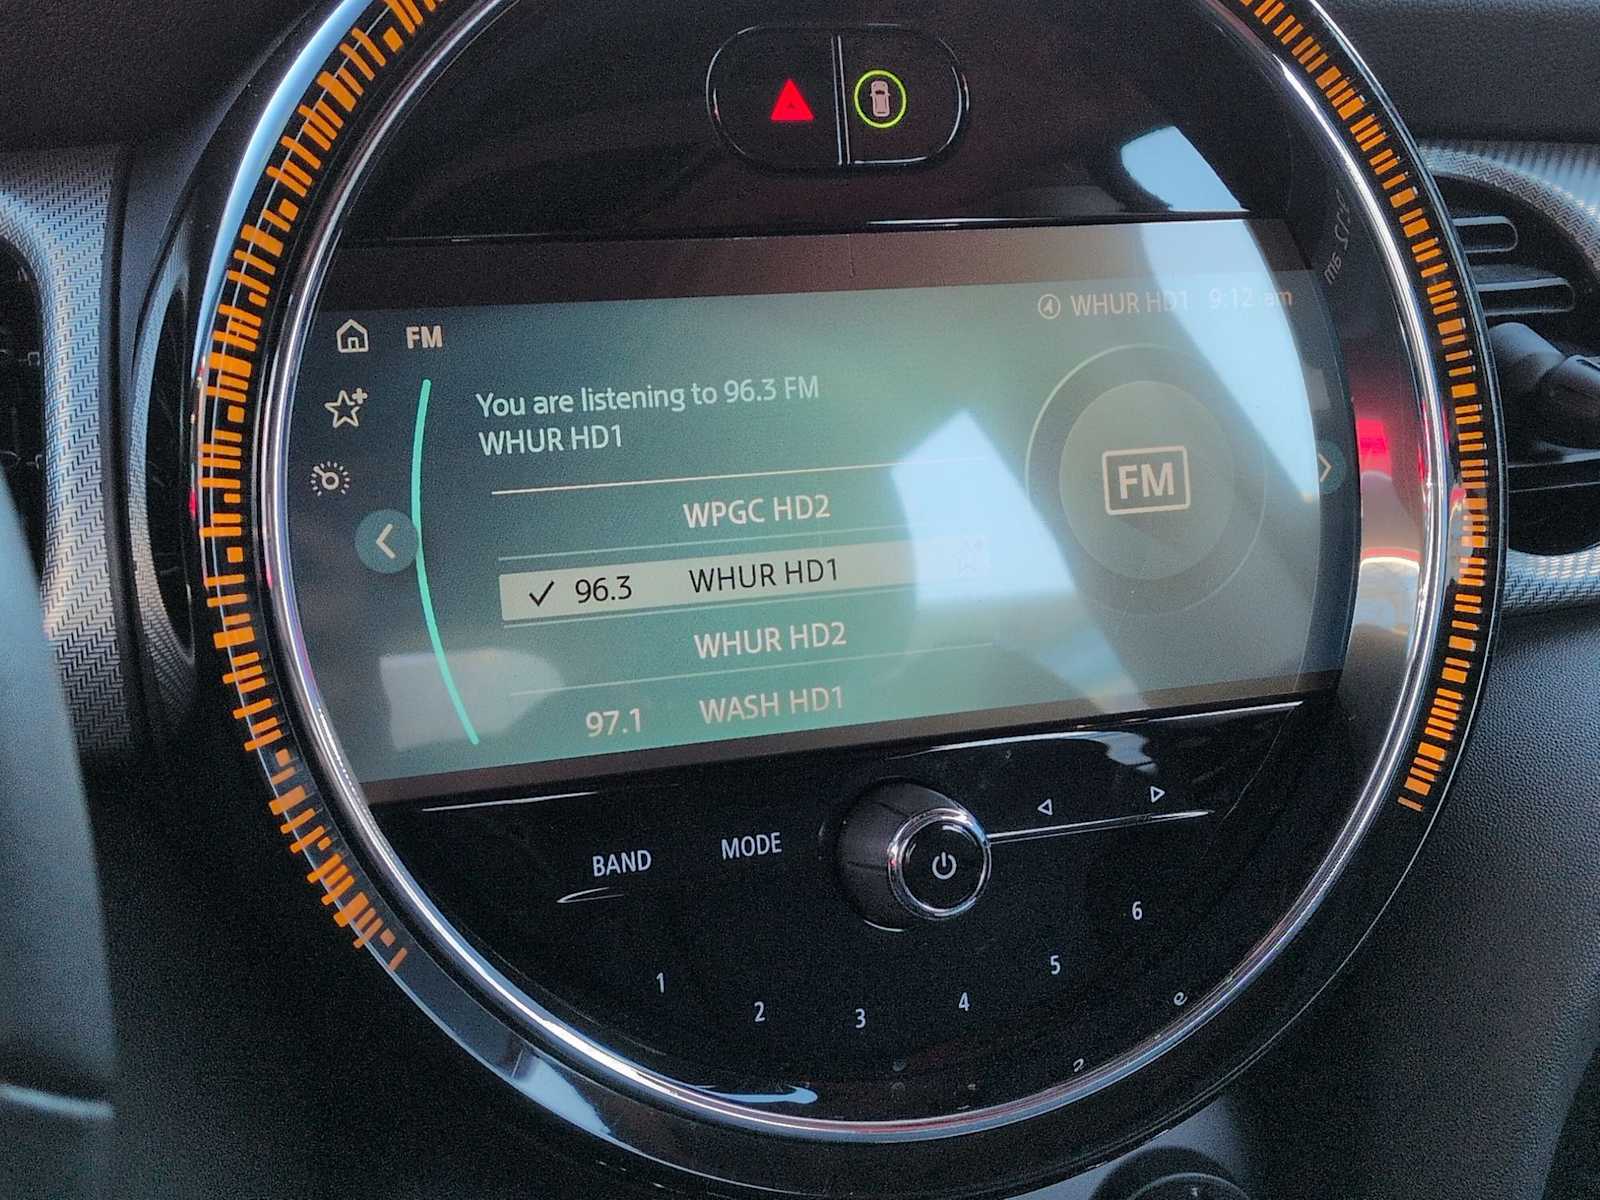 WHUR HD1 9:12 am
FM
You are listening to 96.3 FM
WHUR HD1
FM
WPGC HD2
96.3 WHUR HD1
WHUR HD2
97.1 WASH HD1
BAND MODE
1 2 3 4 5 6